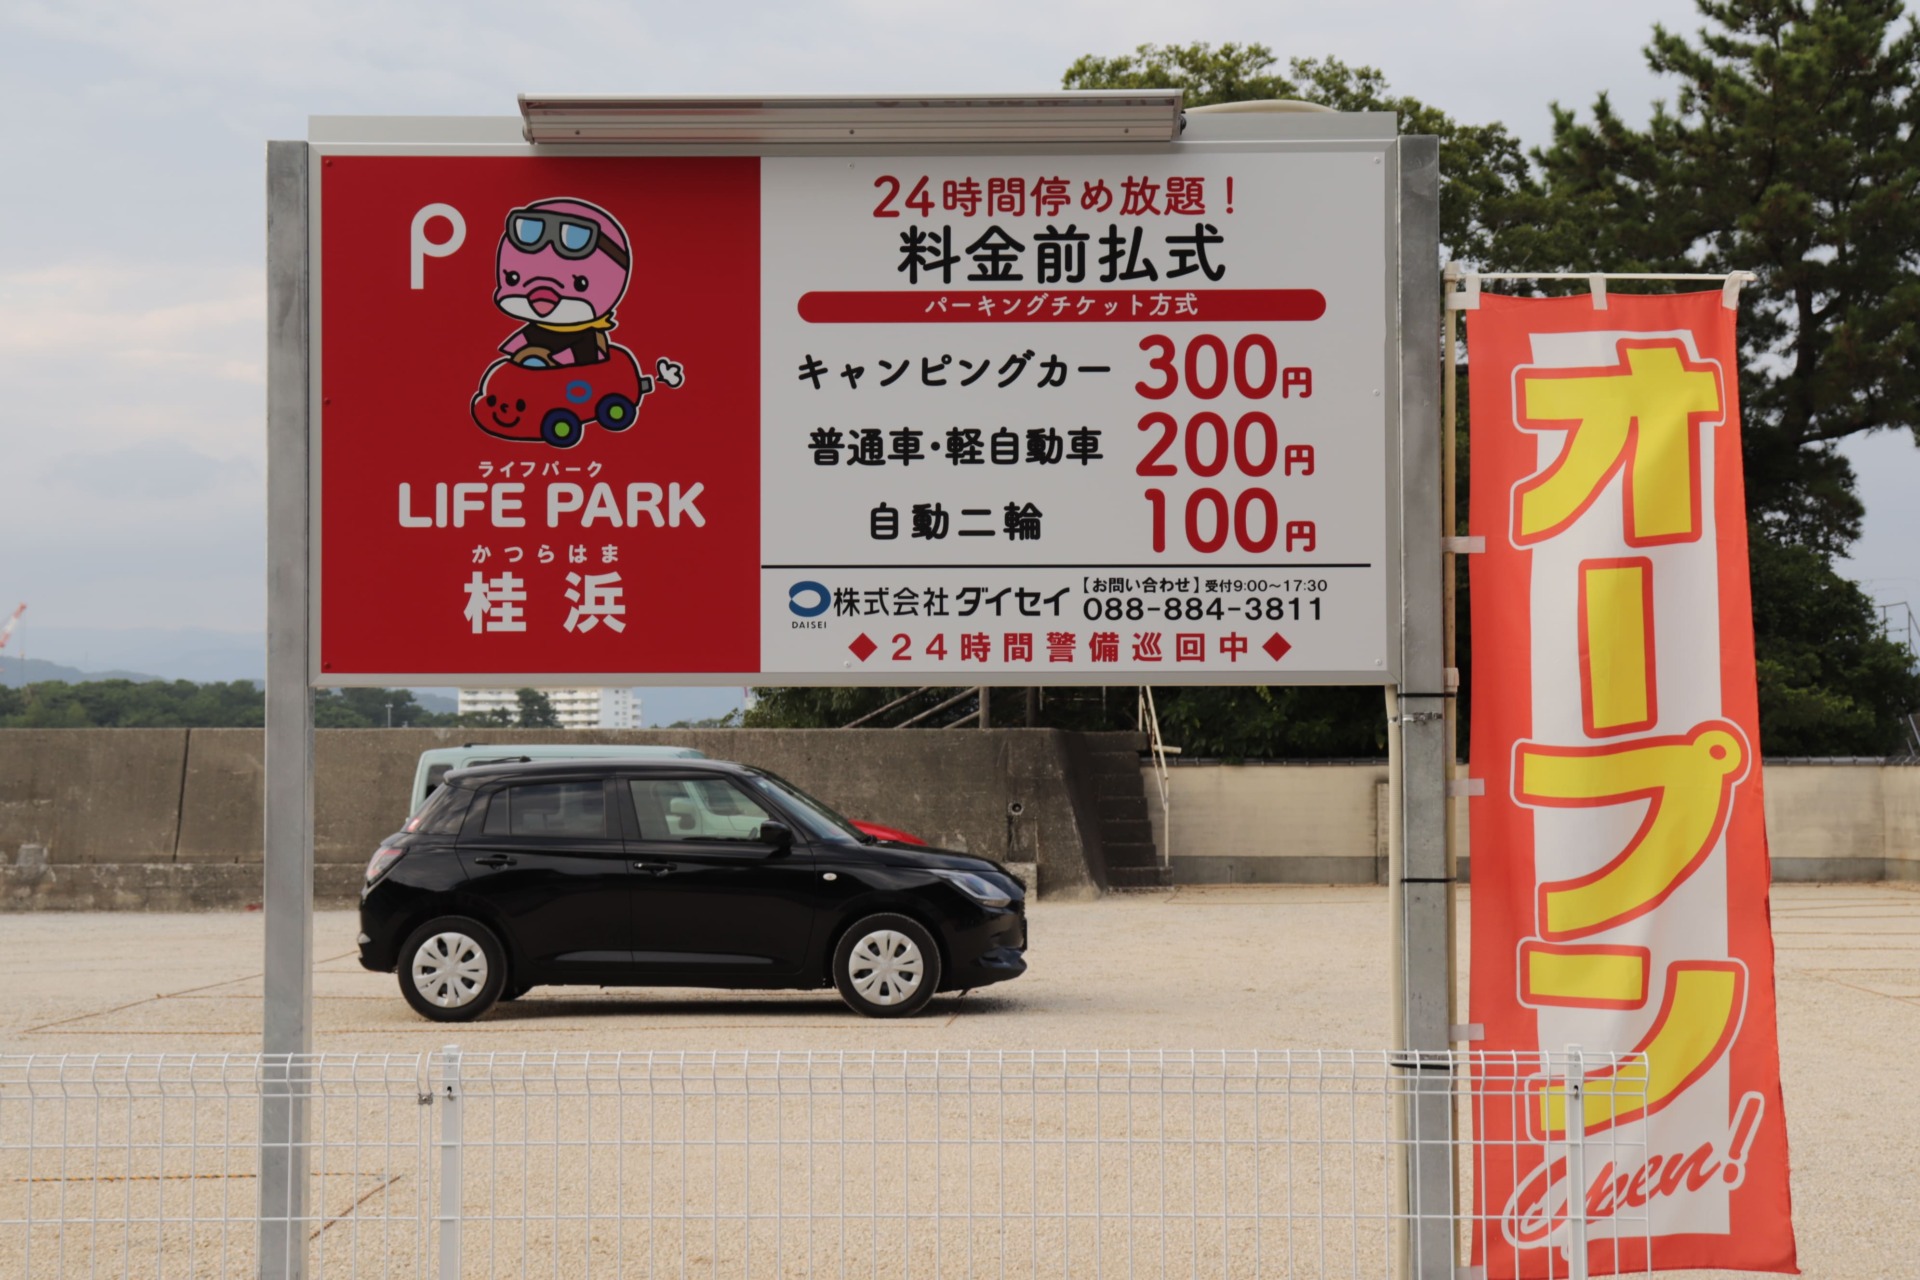 P
ライフパーク
LIFE PARK
かつらはま
桂浜
24時間停め放題！
料金前払式
パーキングチケット方式
キャンピングカー 300円
普通車・軽自動車 200円
自動二輪 100円
DAISEI
株式会社ダイセイ
【お問い合わせ】受付9:00～17:30
088-884-3811
◆24時間警備巡回中◆
オープン
Open!